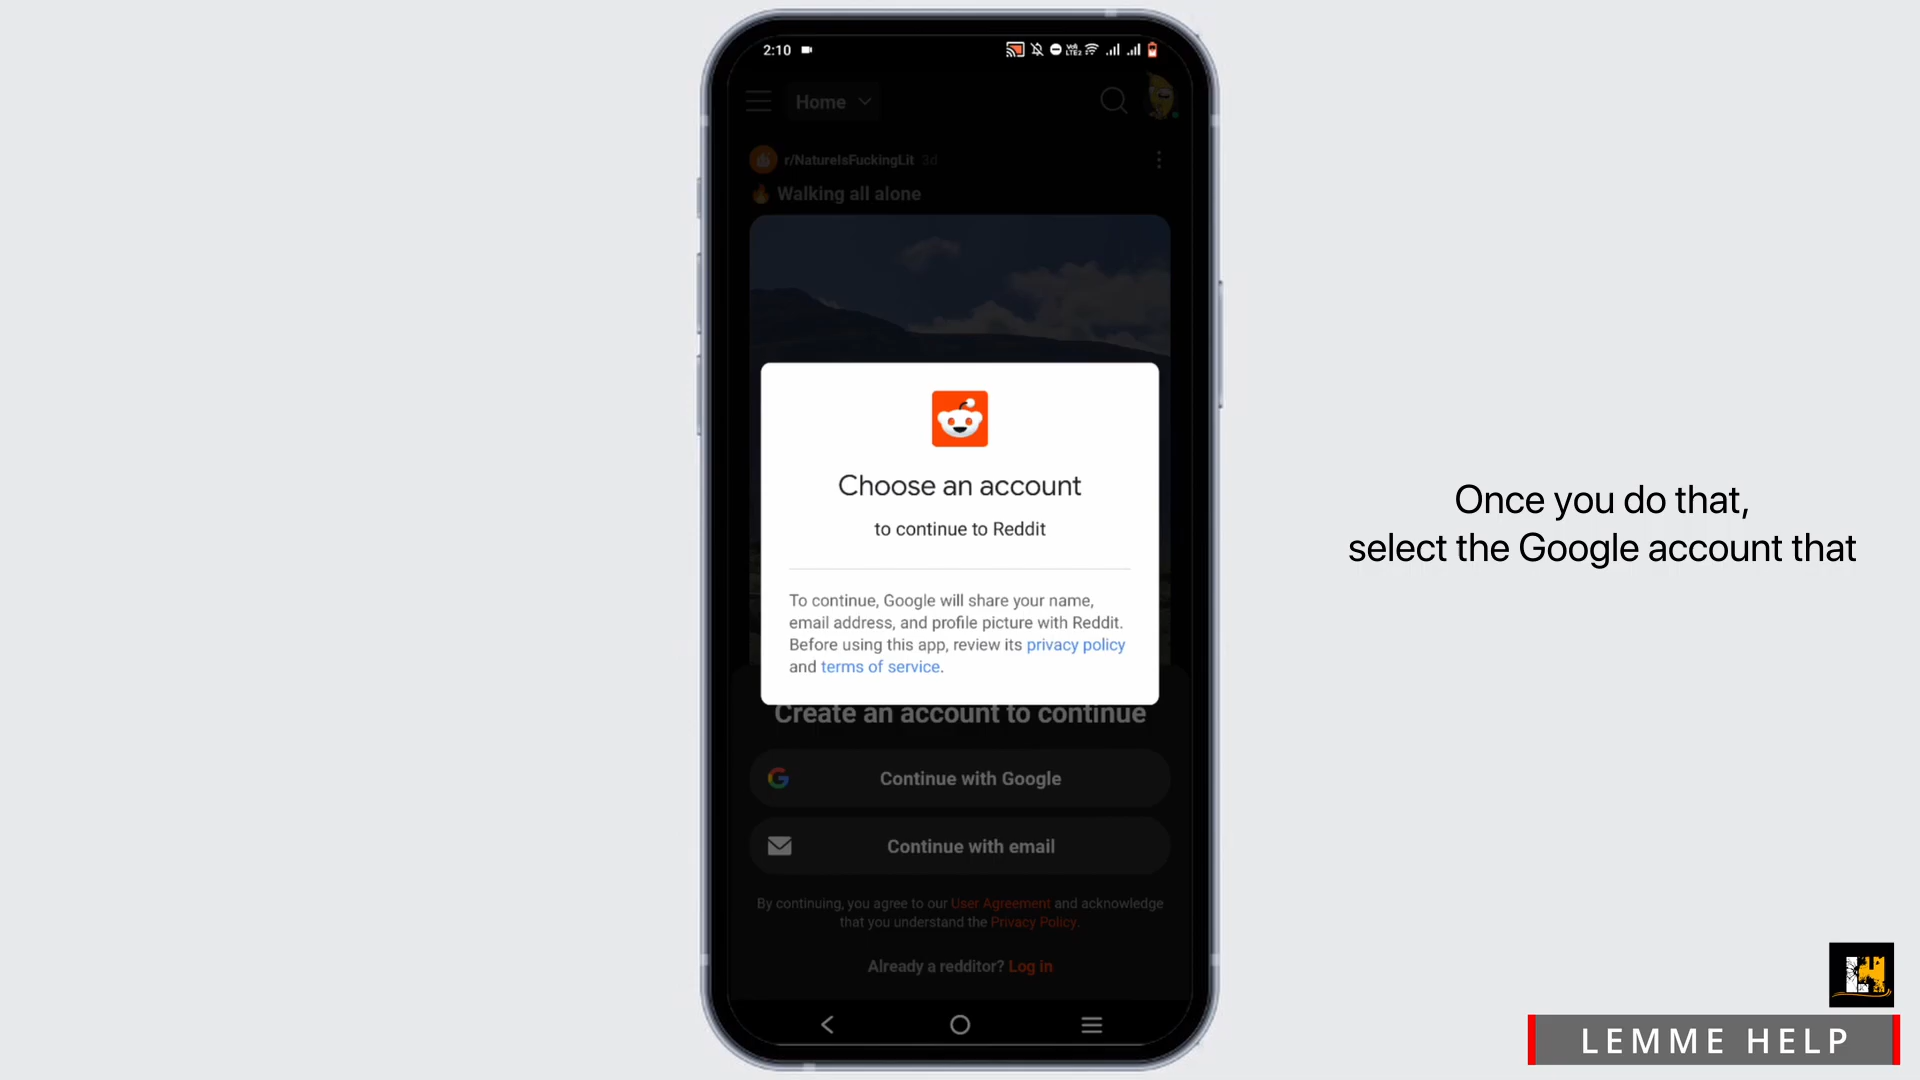 2:10
Home
r/NatureIsFuckingLit 3d
🔥 Walking all alone
Choose an account
to continue to Reddit
To continue, Google will share your name,
email address, and profile picture with Reddit.
Before using this app, review its privacy policy
and terms of service.
Create an account to continue
Continue with Google
Continue with email
By continuing, you agree to our User Agreement and acknowledge
that you understand the Privacy Policy.
Already a redditor? Log in
Once you do that,
select the Google account that
LEMME HELP